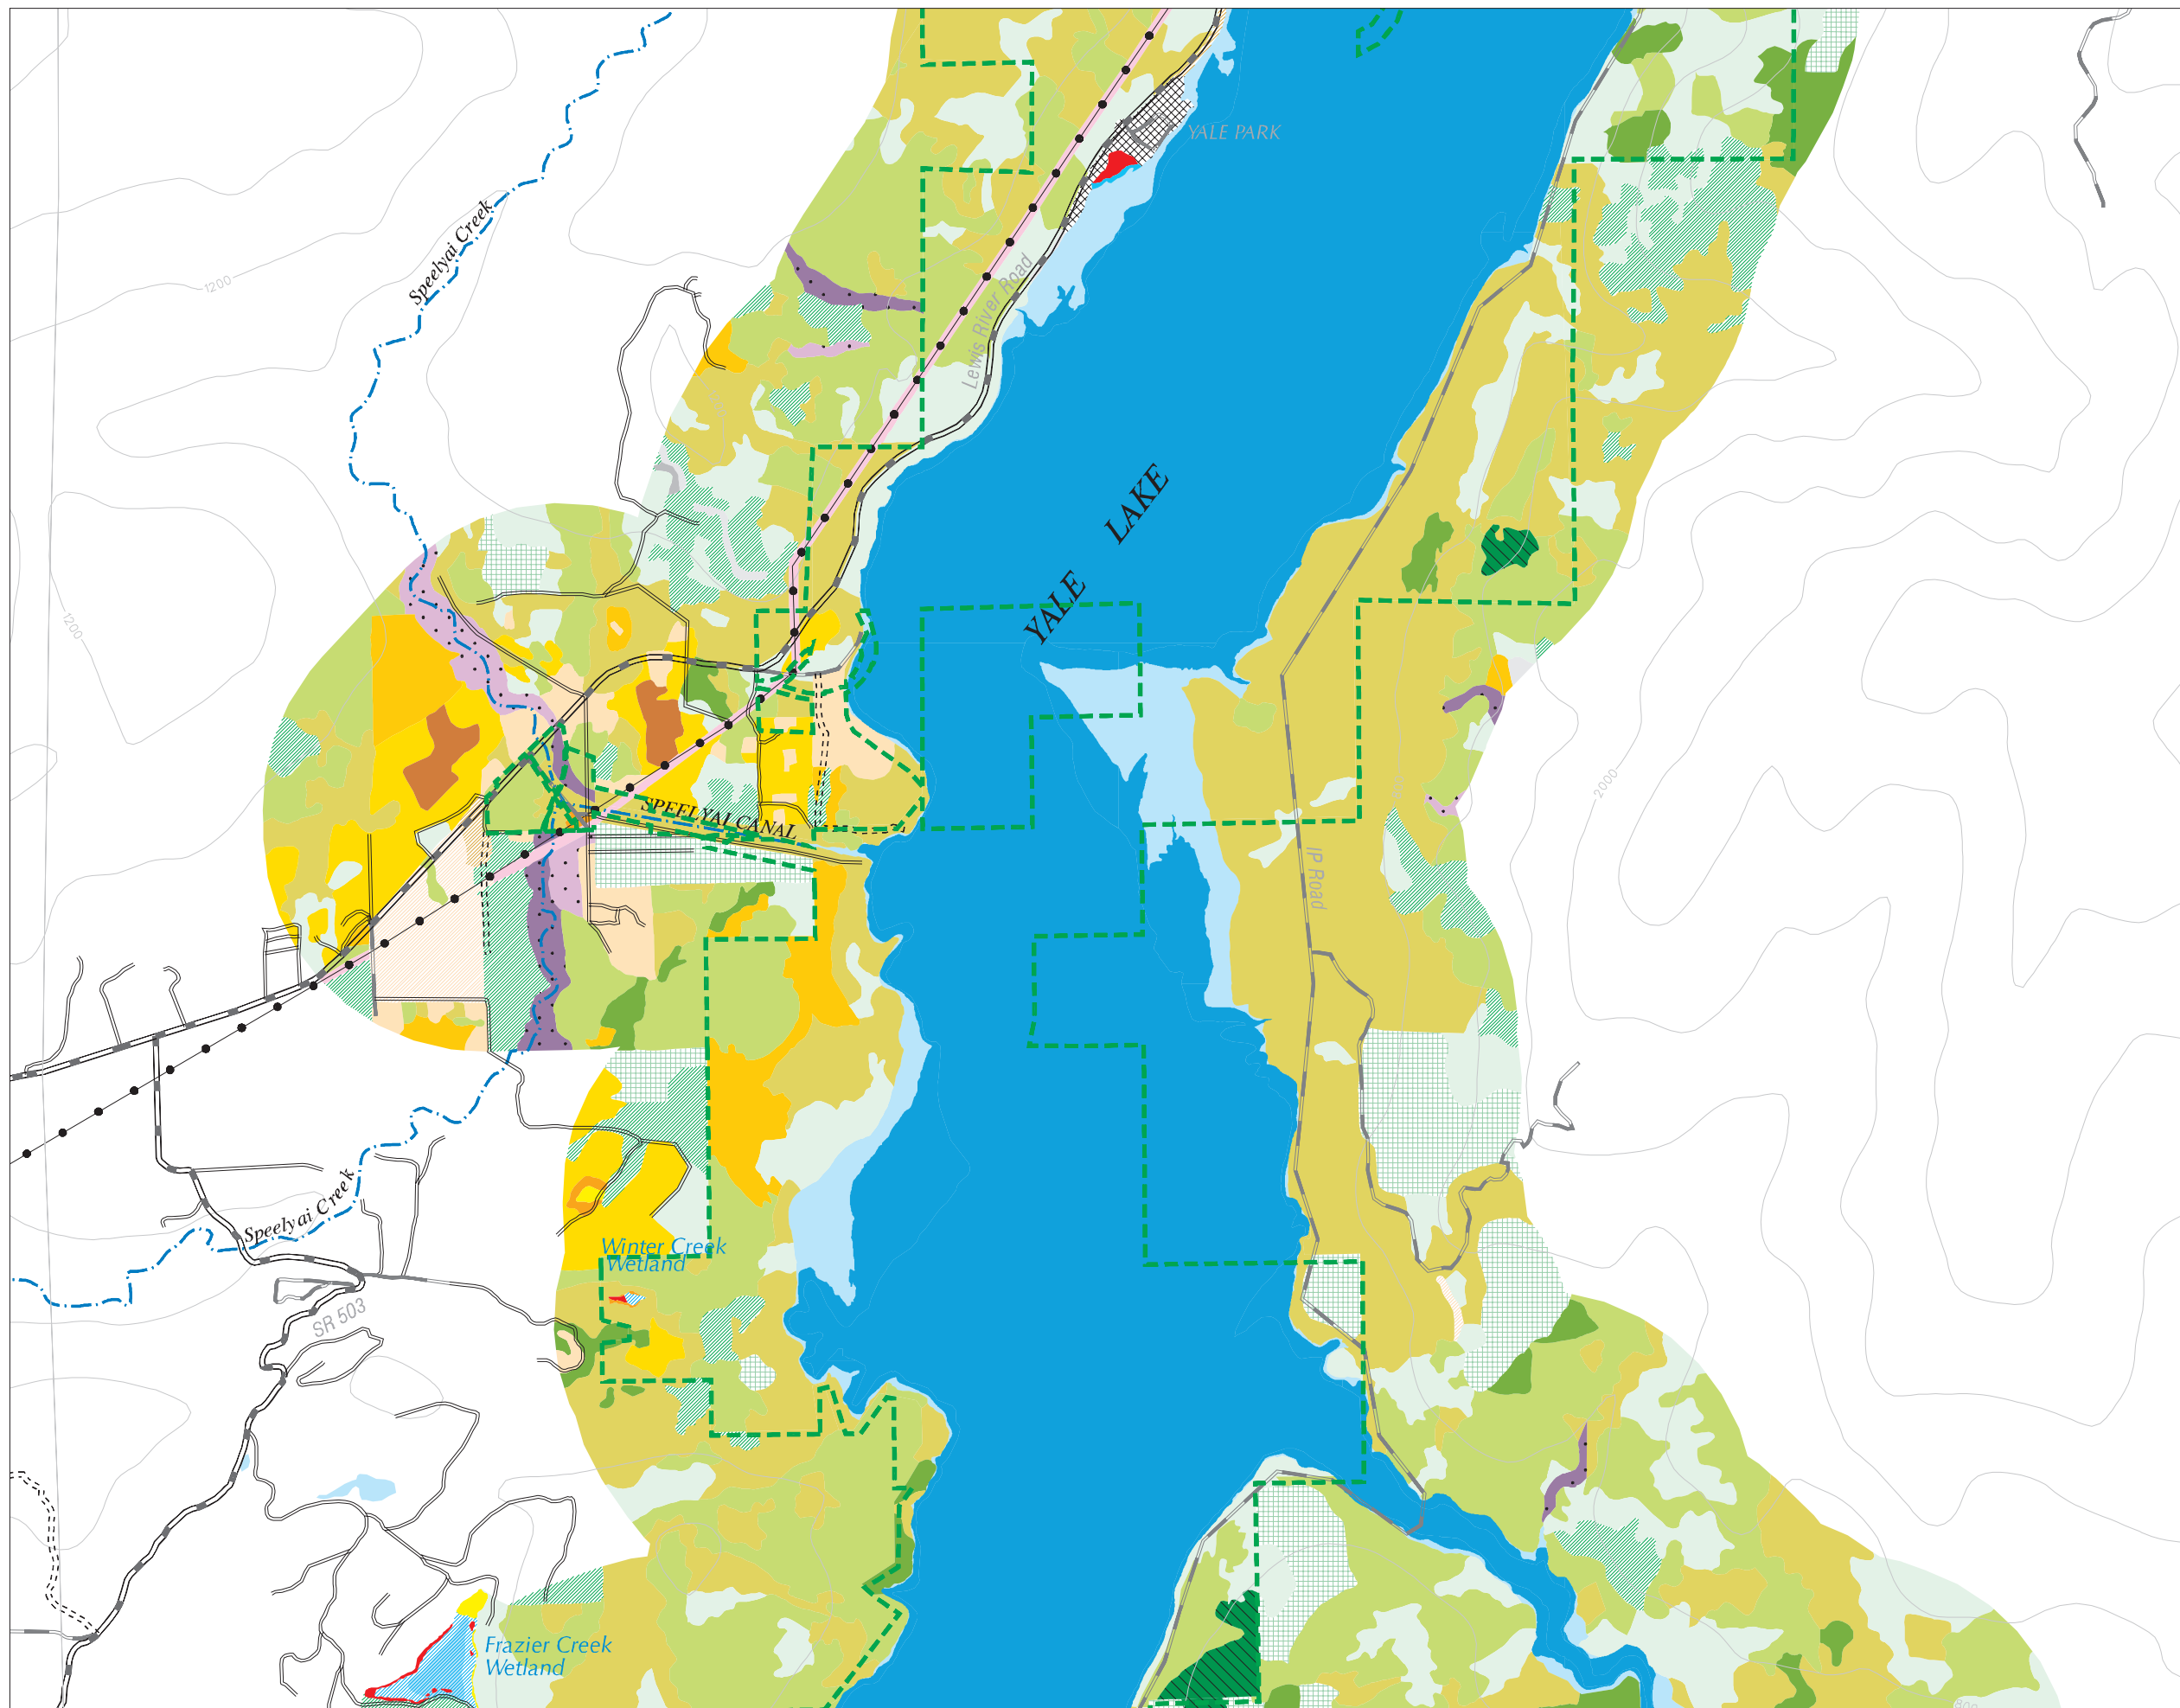 YALE PARK
Speelyai Creek
1200
Lewis River Road
YALE LAKE
1200
2000
SPEELYAI CANAL
IP Road
Speelyai Creek
Winter Creek
Wetland
SR 503
Frazier Creek
Wetland
800